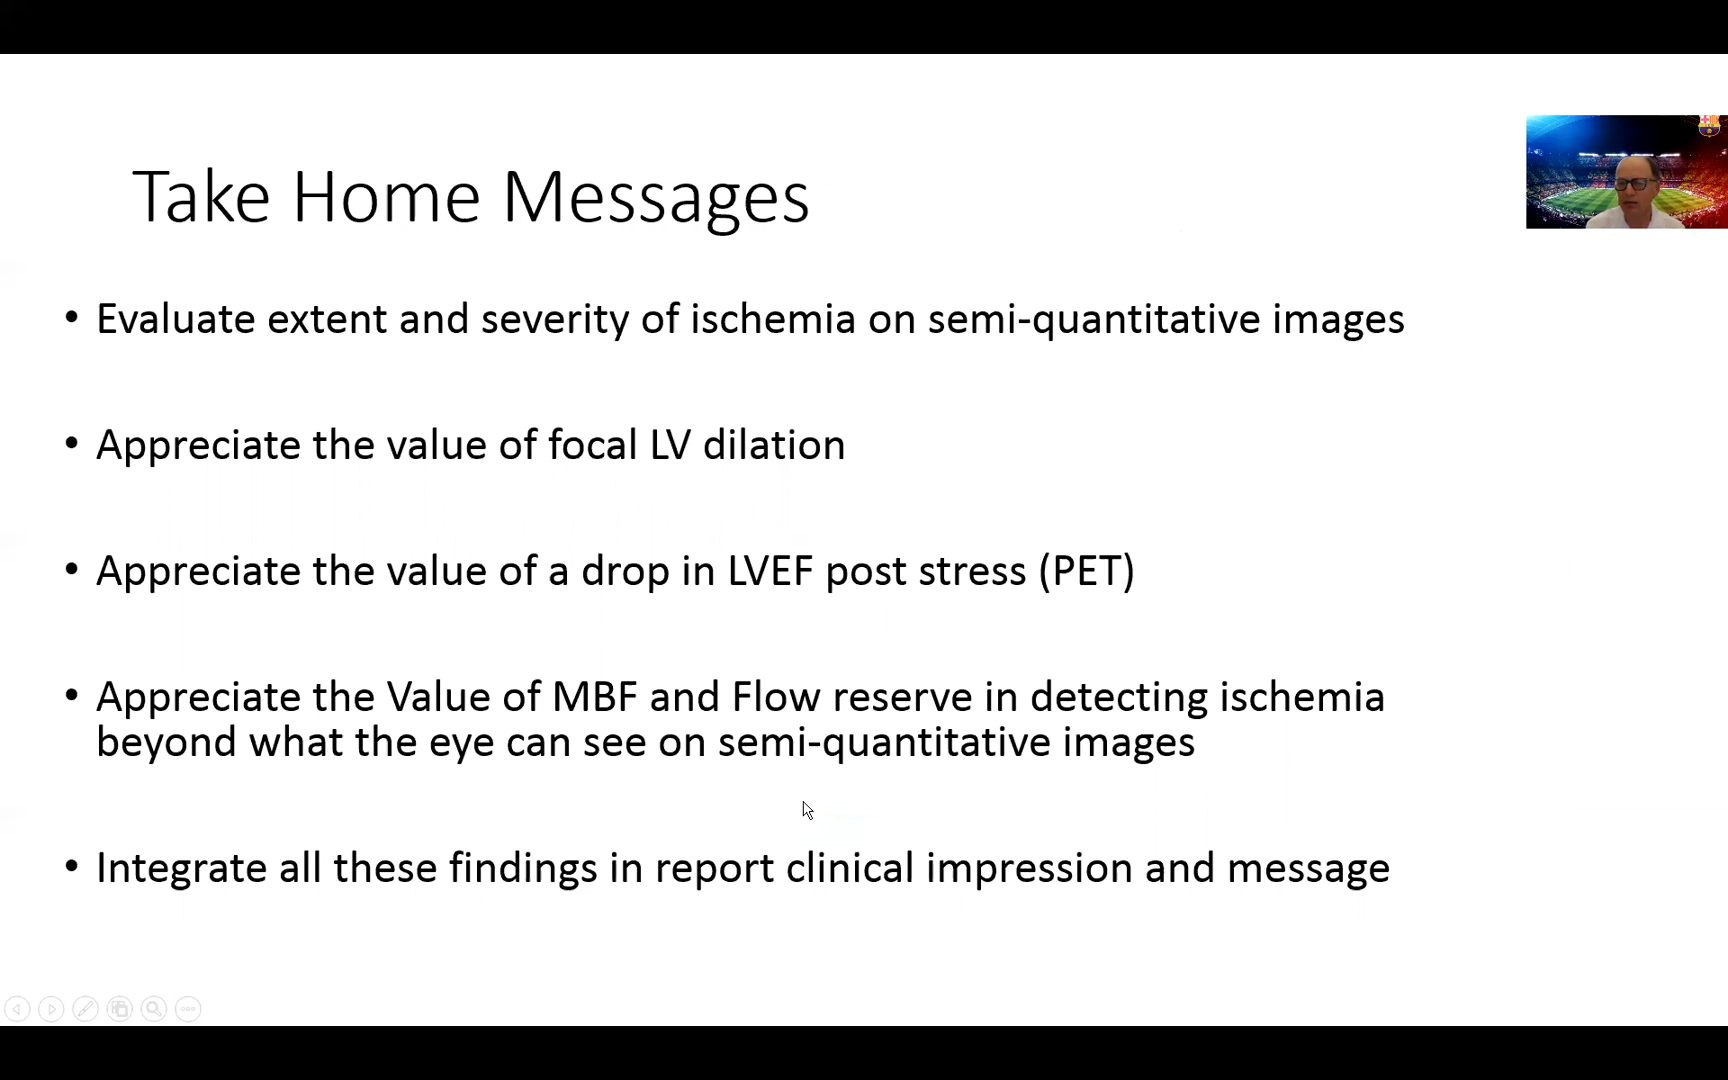 Take Home Messages
• Evaluate extent and severity of ischemia on semi-quantitative images
• Appreciate the value of focal LV dilation
• Appreciate the value of a drop in LVEF post stress (PET)
• Appreciate the Value of MBF and Flow reserve in detecting ischemia
beyond what the eye can see on semi-quantitative images
• Integrate all these findings in report clinical impression and message